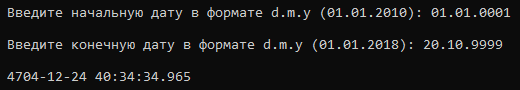 Введите начальную дату в формате d.m.y (01.01.2010): 01.01.0001
Введите конечную дату в формате d.m.y (01.01.2018): 20.10.9999
4704-12-24 40:34:34.965